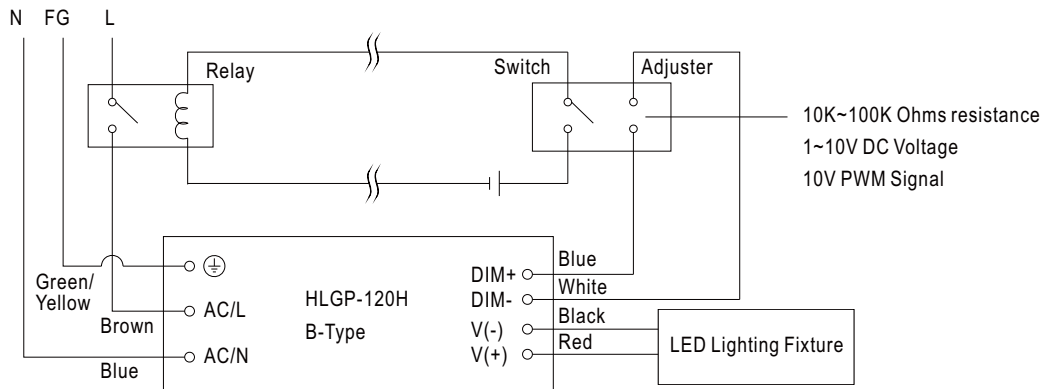 N FG L
Relay
Switch
Adjuster
10K~100K Ohms resistance
1~10V DC Voltage
10V PWM Signal
Green/
Yellow
Brown
Blue
AC/L
AC/N
HLGP-120H
B-Type
DIM+
DIM-
V(-)
V(+)
Blue
White
Black
Red
LED Lighting Fixture